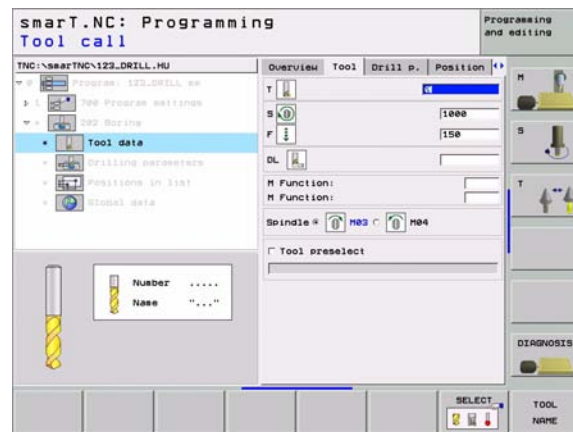 smarT.NC: Programming
Tool call
Programming
and editing
TNC:\smarTNC\123_DRILL.HU
0 Program: 123_DRILL mm
1 700 Program settings
202 Boring
Tool data
Drilling parameters
Positions in list
Global data
Overview Tool Drill p. Position
T
S 1000
F 150
DL
M Function:
M Function:
Spindle M03 M04
Tool preselect
Number .....
Name "..."
M
S
T
DIAGNOSIS
SELECT
TOOL
NAME